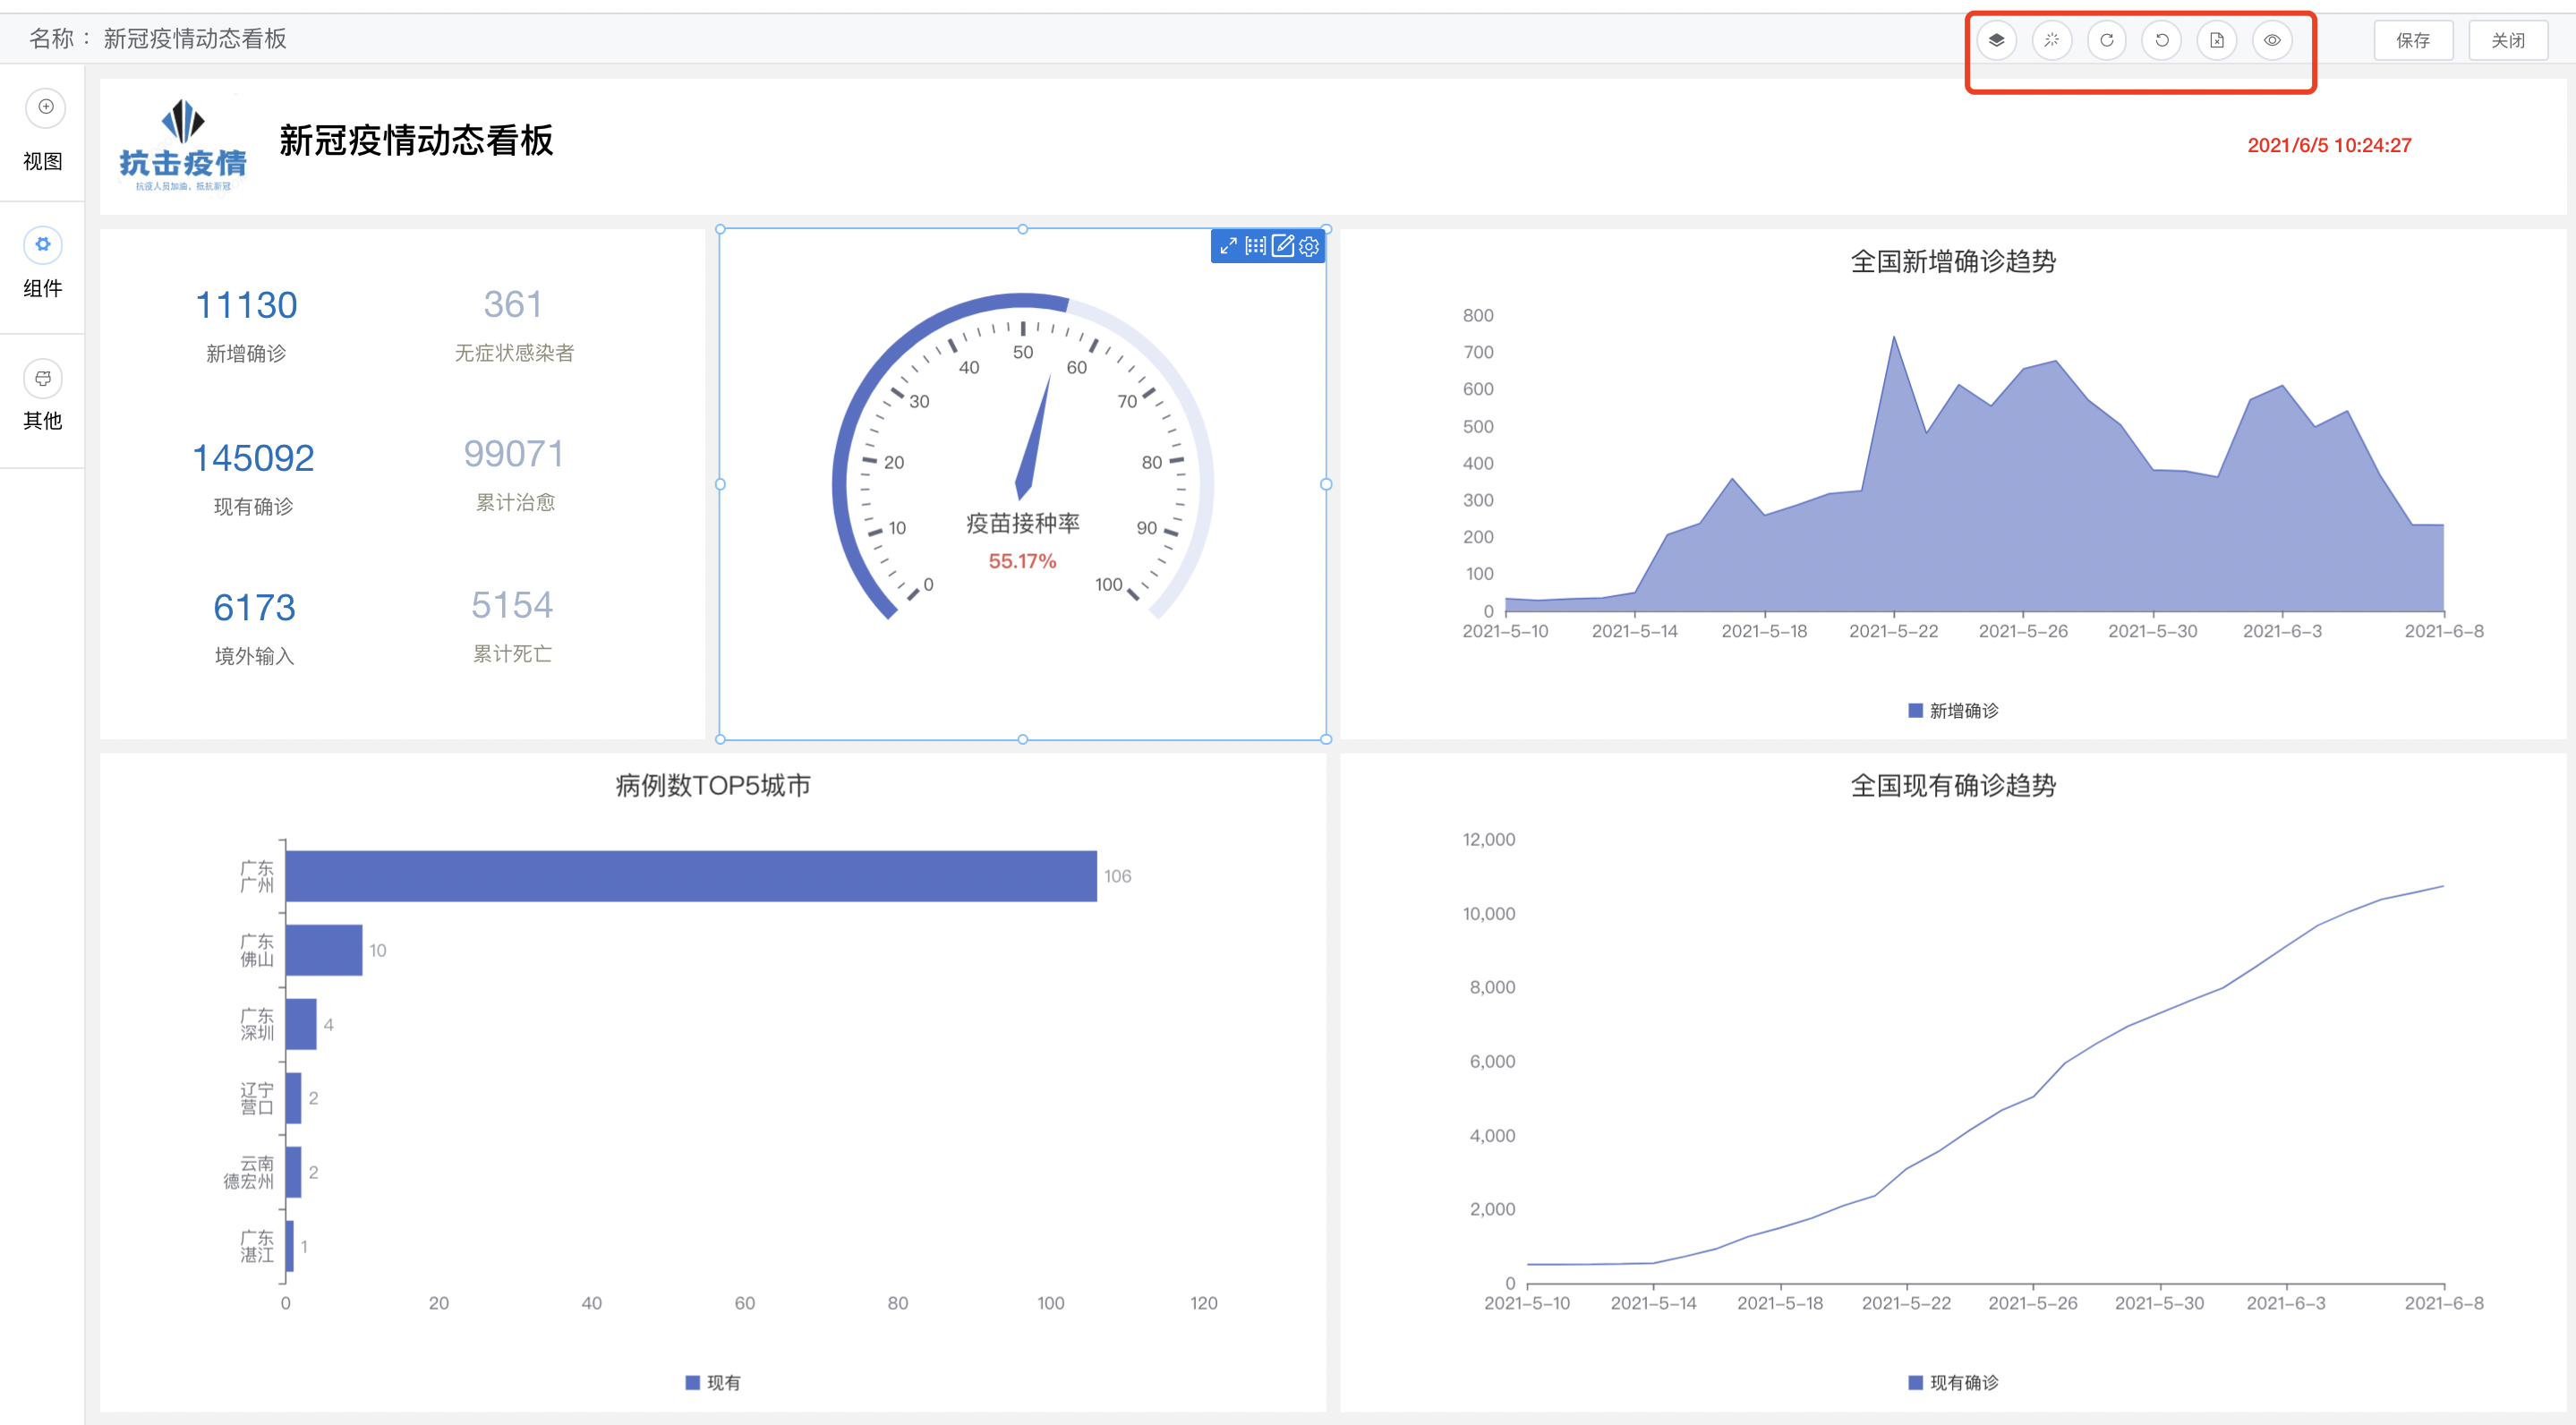 名称： 新冠疫情动态看板
保存
关闭
视图
组件
其他
抗击疫情
抗疫人员加油，抵抗新冠
新冠疫情动态看板
2021/6/5 10:24:27
11130
新增确诊
361
无症状感染者
145092
现有确诊
99071
累计治愈
6173
境外输入
5154
累计死亡
0
10
20
30
40
50
60
70
80
90
100
疫苗接种率
55.17%
全国新增确诊趋势
800
700
600
500
400
300
200
100
0
2021-5-10
2021-5-14
2021-5-18
2021-5-22
2021-5-26
2021-5-30
2021-6-3
2021-6-8
新增确诊
病例数TOP5城市
广东
广州
106
广东
佛山
10
广东
深圳
4
辽宁
营口
2
云南
德宏州
2
广东
湛江
1
0
20
40
60
80
100
120
现有
全国现有确诊趋势
12,000
10,000
8,000
6,000
4,000
2,000
0
2021-5-10
2021-5-14
2021-5-18
2021-5-22
2021-5-26
2021-5-30
2021-6-3
2021-6-8
现有确诊